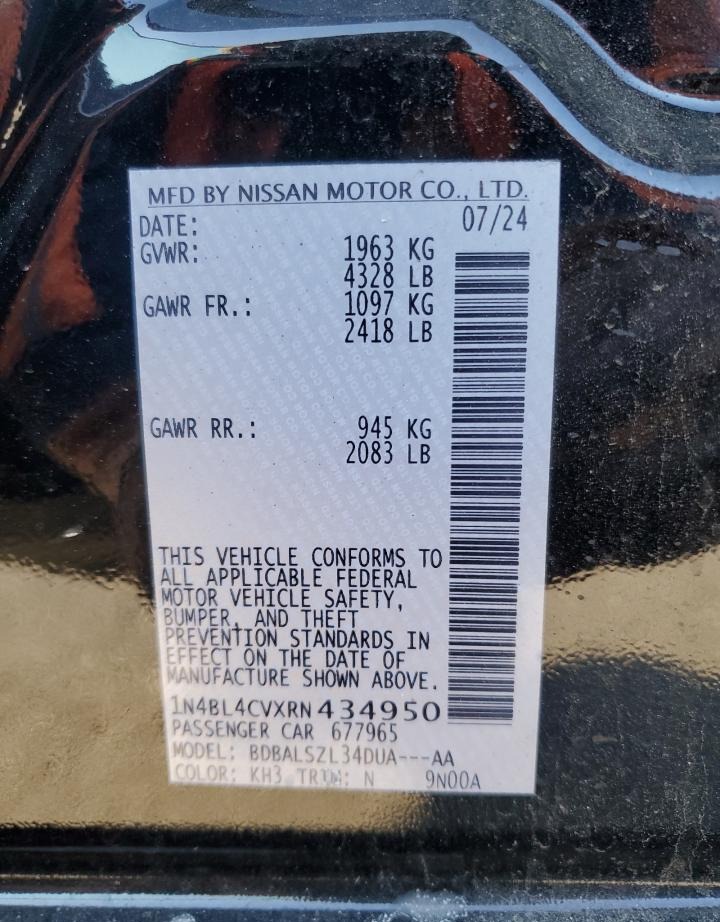 MFD BY NISSAN MOTOR CO., LTD.
DATE: 07/24
GVWR: 1963 KG
4328 LB
GAWR FR.: 1097 KG
2418 LB
GAWR RR.: 945 KG
2083 LB
THIS VEHICLE CONFORMS TO
ALL APPLICABLE FEDERAL
MOTOR VEHICLE SAFETY,
BUMPER, AND THEFT
PREVENTION STANDARDS IN
EFFECT ON THE DATE OF
MANUFACTURE SHOWN ABOVE.
1N4BL4CVXRN434950
PASSENGER CAR 677965
MODEL: BDBALSZL34DUA---AA
COLOR: KH3 TRIM: N 9N00A